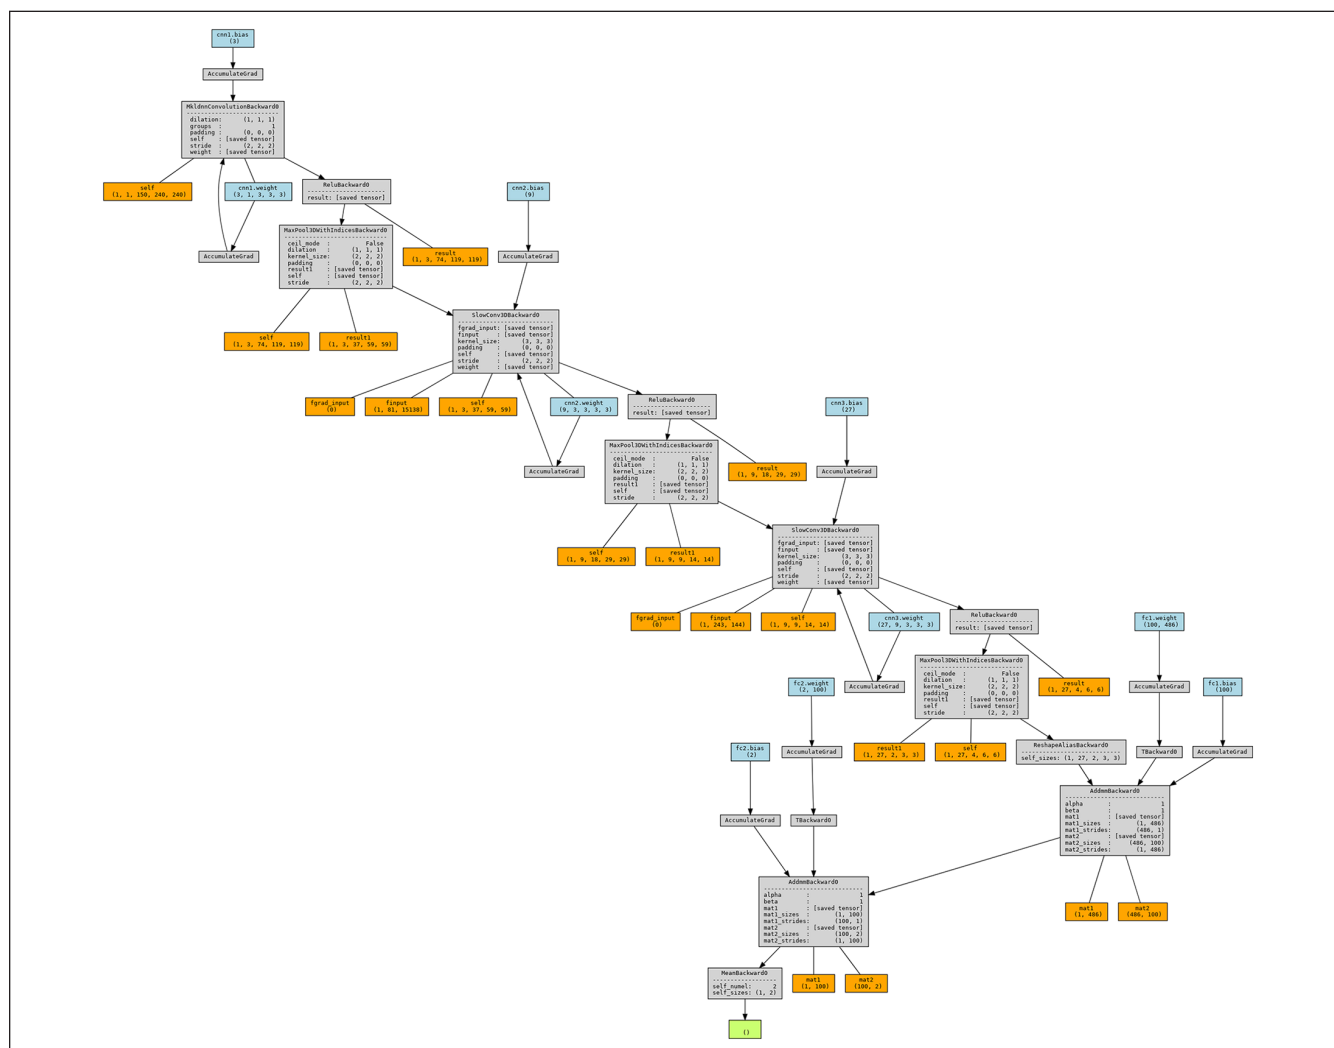 cnn1.bias
(3)
AccumulateGrad
MkldnnConvolutionBackward0
--------------------------
dilation: (1, 1, 1)
groups : 1
padding : (0, 0, 0)
self : [saved tensor]
stride : (2, 2, 2)
weight : [saved tensor]
self
(1, 1, 150, 240, 240)
cnn1.weight
(3, 1, 3, 3, 3)
ReluBackward0
----------------------
result: [saved tensor]
cnn2.bias
(9)
AccumulateGrad
MaxPool3DWithIndicesBackward0
-----------------------------
ceil_mode : False
dilation : (1, 1, 1)
kernel_size: (2, 2, 2)
padding : (0, 0, 0)
result1 : [saved tensor]
self : [saved tensor]
stride : (2, 2, 2)
result
(1, 3, 74, 119, 119)
AccumulateGrad
self
(1, 3, 74, 119, 119)
result1
(1, 3, 37, 59, 59)
SlowConv3DBackward0
---------------------------
fgrad_input: [saved tensor]
finput : [saved tensor]
kernel_size: (3, 3, 3)
padding : (0, 0, 0)
self : [saved tensor]
stride : (2, 2, 2)
weight : [saved tensor]
fgrad_input
(0)
finput
(1, 81, 15138)
self
(1, 3, 37, 59, 59)
cnn2.weight
(9, 3, 3, 3, 3)
ReluBackward0
----------------------
result: [saved tensor]
cnn3.bias
(27)
AccumulateGrad
MaxPool3DWithIndicesBackward0
-----------------------------
ceil_mode : False
dilation : (1, 1, 1)
kernel_size: (2, 2, 2)
padding : (0, 0, 0)
result1 : [saved tensor]
self : [saved tensor]
stride : (2, 2, 2)
result
(1, 9, 18, 29, 29)
AccumulateGrad
self
(1, 9, 18, 29, 29)
result1
(1, 9, 9, 14, 14)
SlowConv3DBackward0
---------------------------
fgrad_input: [saved tensor]
finput : [saved tensor]
kernel_size: (3, 3, 3)
padding : (0, 0, 0)
self : [saved tensor]
stride : (2, 2, 2)
weight : [saved tensor]
fgrad_input
(0)
finput
(1, 243, 144)
self
(1, 9, 9, 14, 14)
cnn3.weight
(27, 9, 3, 3, 3)
ReluBackward0
----------------------
result: [saved tensor]
fc1.weight
(100, 486)
fc2.weight
(2, 100)
AccumulateGrad
MaxPool3DWithIndicesBackward0
-----------------------------
ceil_mode : False
dilation : (1, 1, 1)
kernel_size: (2, 2, 2)
padding : (0, 0, 0)
result1 : [saved tensor]
self : [saved tensor]
stride : (2, 2, 2)
result
(1, 27, 4, 6, 6)
AccumulateGrad
fc1.bias
(100)
fc2.bias
(2)
AccumulateGrad
result1
(1, 27, 2, 3, 3)
self
(1, 27, 4, 6, 6)
ReshapeAliasBackward0
---------------------------
self_sizes: (1, 27, 2, 3, 3)
TBackward0
AccumulateGrad
AccumulateGrad
TBackward0
AddmmBackward0
----------------------------
alpha : 1
beta : 1
mat1 : [saved tensor]
mat1_sizes : (1, 486)
mat1_strides: (486, 1)
mat2 : [saved tensor]
mat2_sizes : (486, 100)
mat2_strides: (1, 486)
AddmmBackward0
----------------------------
alpha : 1
beta : 1
mat1 : [saved tensor]
mat1_sizes : (1, 100)
mat1_strides: (100, 1)
mat2 : [saved tensor]
mat2_sizes : (100, 2)
mat2_strides: (1, 100)
mat1
(1, 486)
mat2
(486, 100)
MeanBackward0
------------------
self_numel: 2
self_sizes: (1, 2)
mat1
(1, 100)
mat2
(100, 2)
()